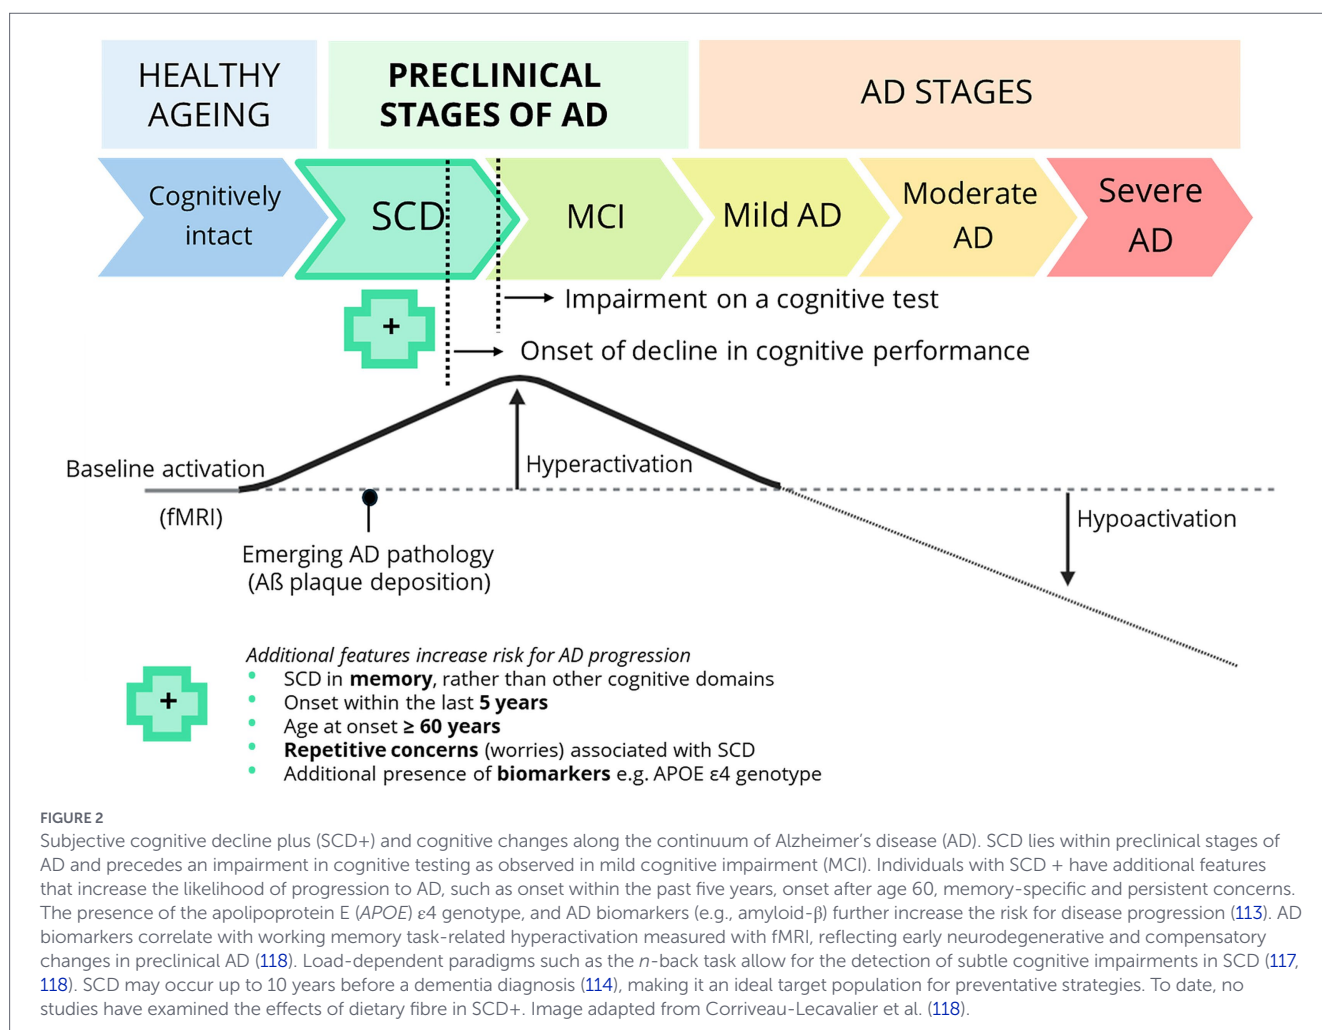 HEALTHY
AGEING
PRECLINICAL
STAGES OF AD
AD STAGES
Cognitively
intact
SCD
MCI
Mild AD
Moderate
AD
Severe
AD
+
Impairment on a cognitive test
Onset of decline in cognitive performance
Baseline activation
(fMRI)
Hyperactivation
Hypoactivation
Emerging AD pathology
(Aß plaque deposition)
+
Additional features increase risk for AD progression
• SCD in memory, rather than other cognitive domains
• Onset within the last 5 years
• Age at onset ≥ 60 years
• Repetitive concerns (worries) associated with SCD
• Additional presence of biomarkers e.g. APOE ε4 genotype
FIGURE 2
Subjective cognitive decline plus (SCD+) and cognitive changes along the continuum of Alzheimer's disease (AD). SCD lies within preclinical stages of
AD and precedes an impairment in cognitive testing as observed in mild cognitive impairment (MCI). Individuals with SCD + have additional features
that increase the likelihood of progression to AD, such as onset within the past five years, onset after age 60, memory-specific and persistent concerns.
The presence of the apolipoprotein E (APOE) ε4 genotype, and AD biomarkers (e.g., amyloid-β) further increase the risk for disease progression (113). AD
biomarkers correlate with working memory task-related hyperactivation measured with fMRI, reflecting early neurodegenerative and compensatory
changes in preclinical AD (118). Load-dependent paradigms such as the n-back task allow for the detection of subtle cognitive impairments in SCD (117,
118). SCD may occur up to 10 years before a dementia diagnosis (114), making it an ideal target population for preventative strategies. To date, no
studies have examined the effects of dietary fibre in SCD+. Image adapted from Corriveau-Lecavalier et al. (118).